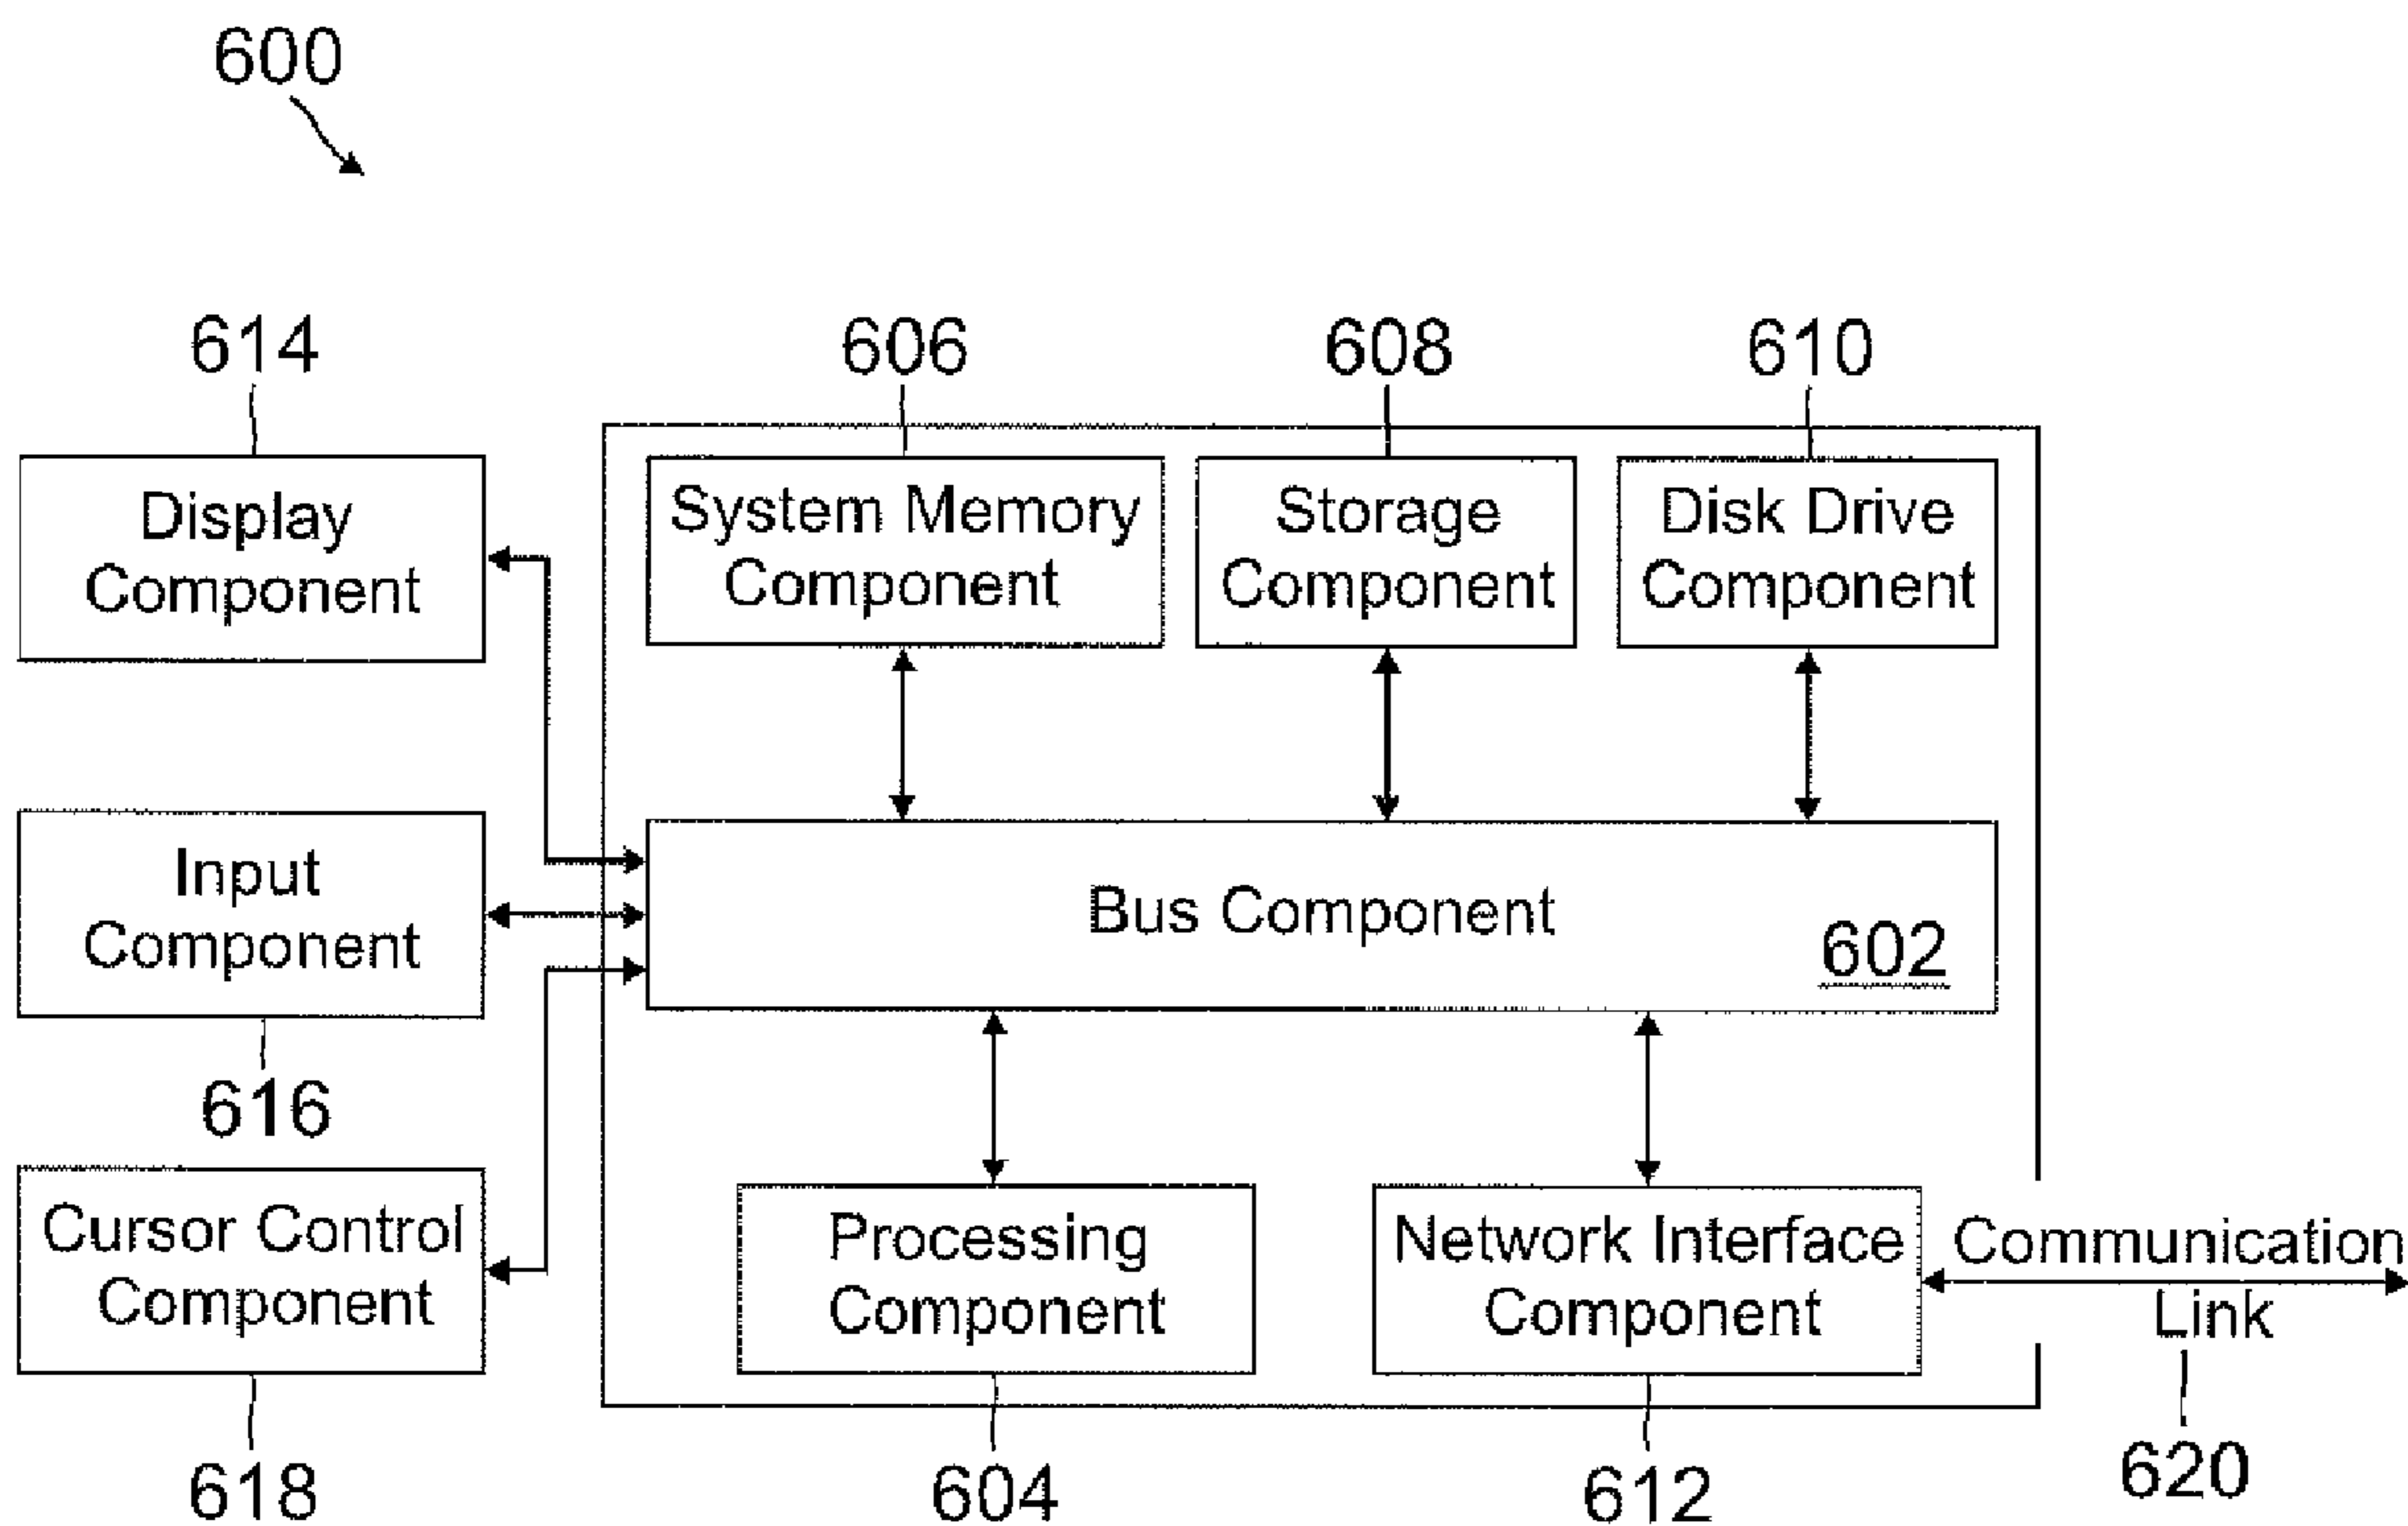 600
614
606
608
610
Display
Component
System Memory
Component
Storage
Component
Disk Drive
Component
Input
Component
616
Bus Component
602
Cursor Control
Component
618
Processing
Component
604
Network Interface
Component
612
Communication
Link
620